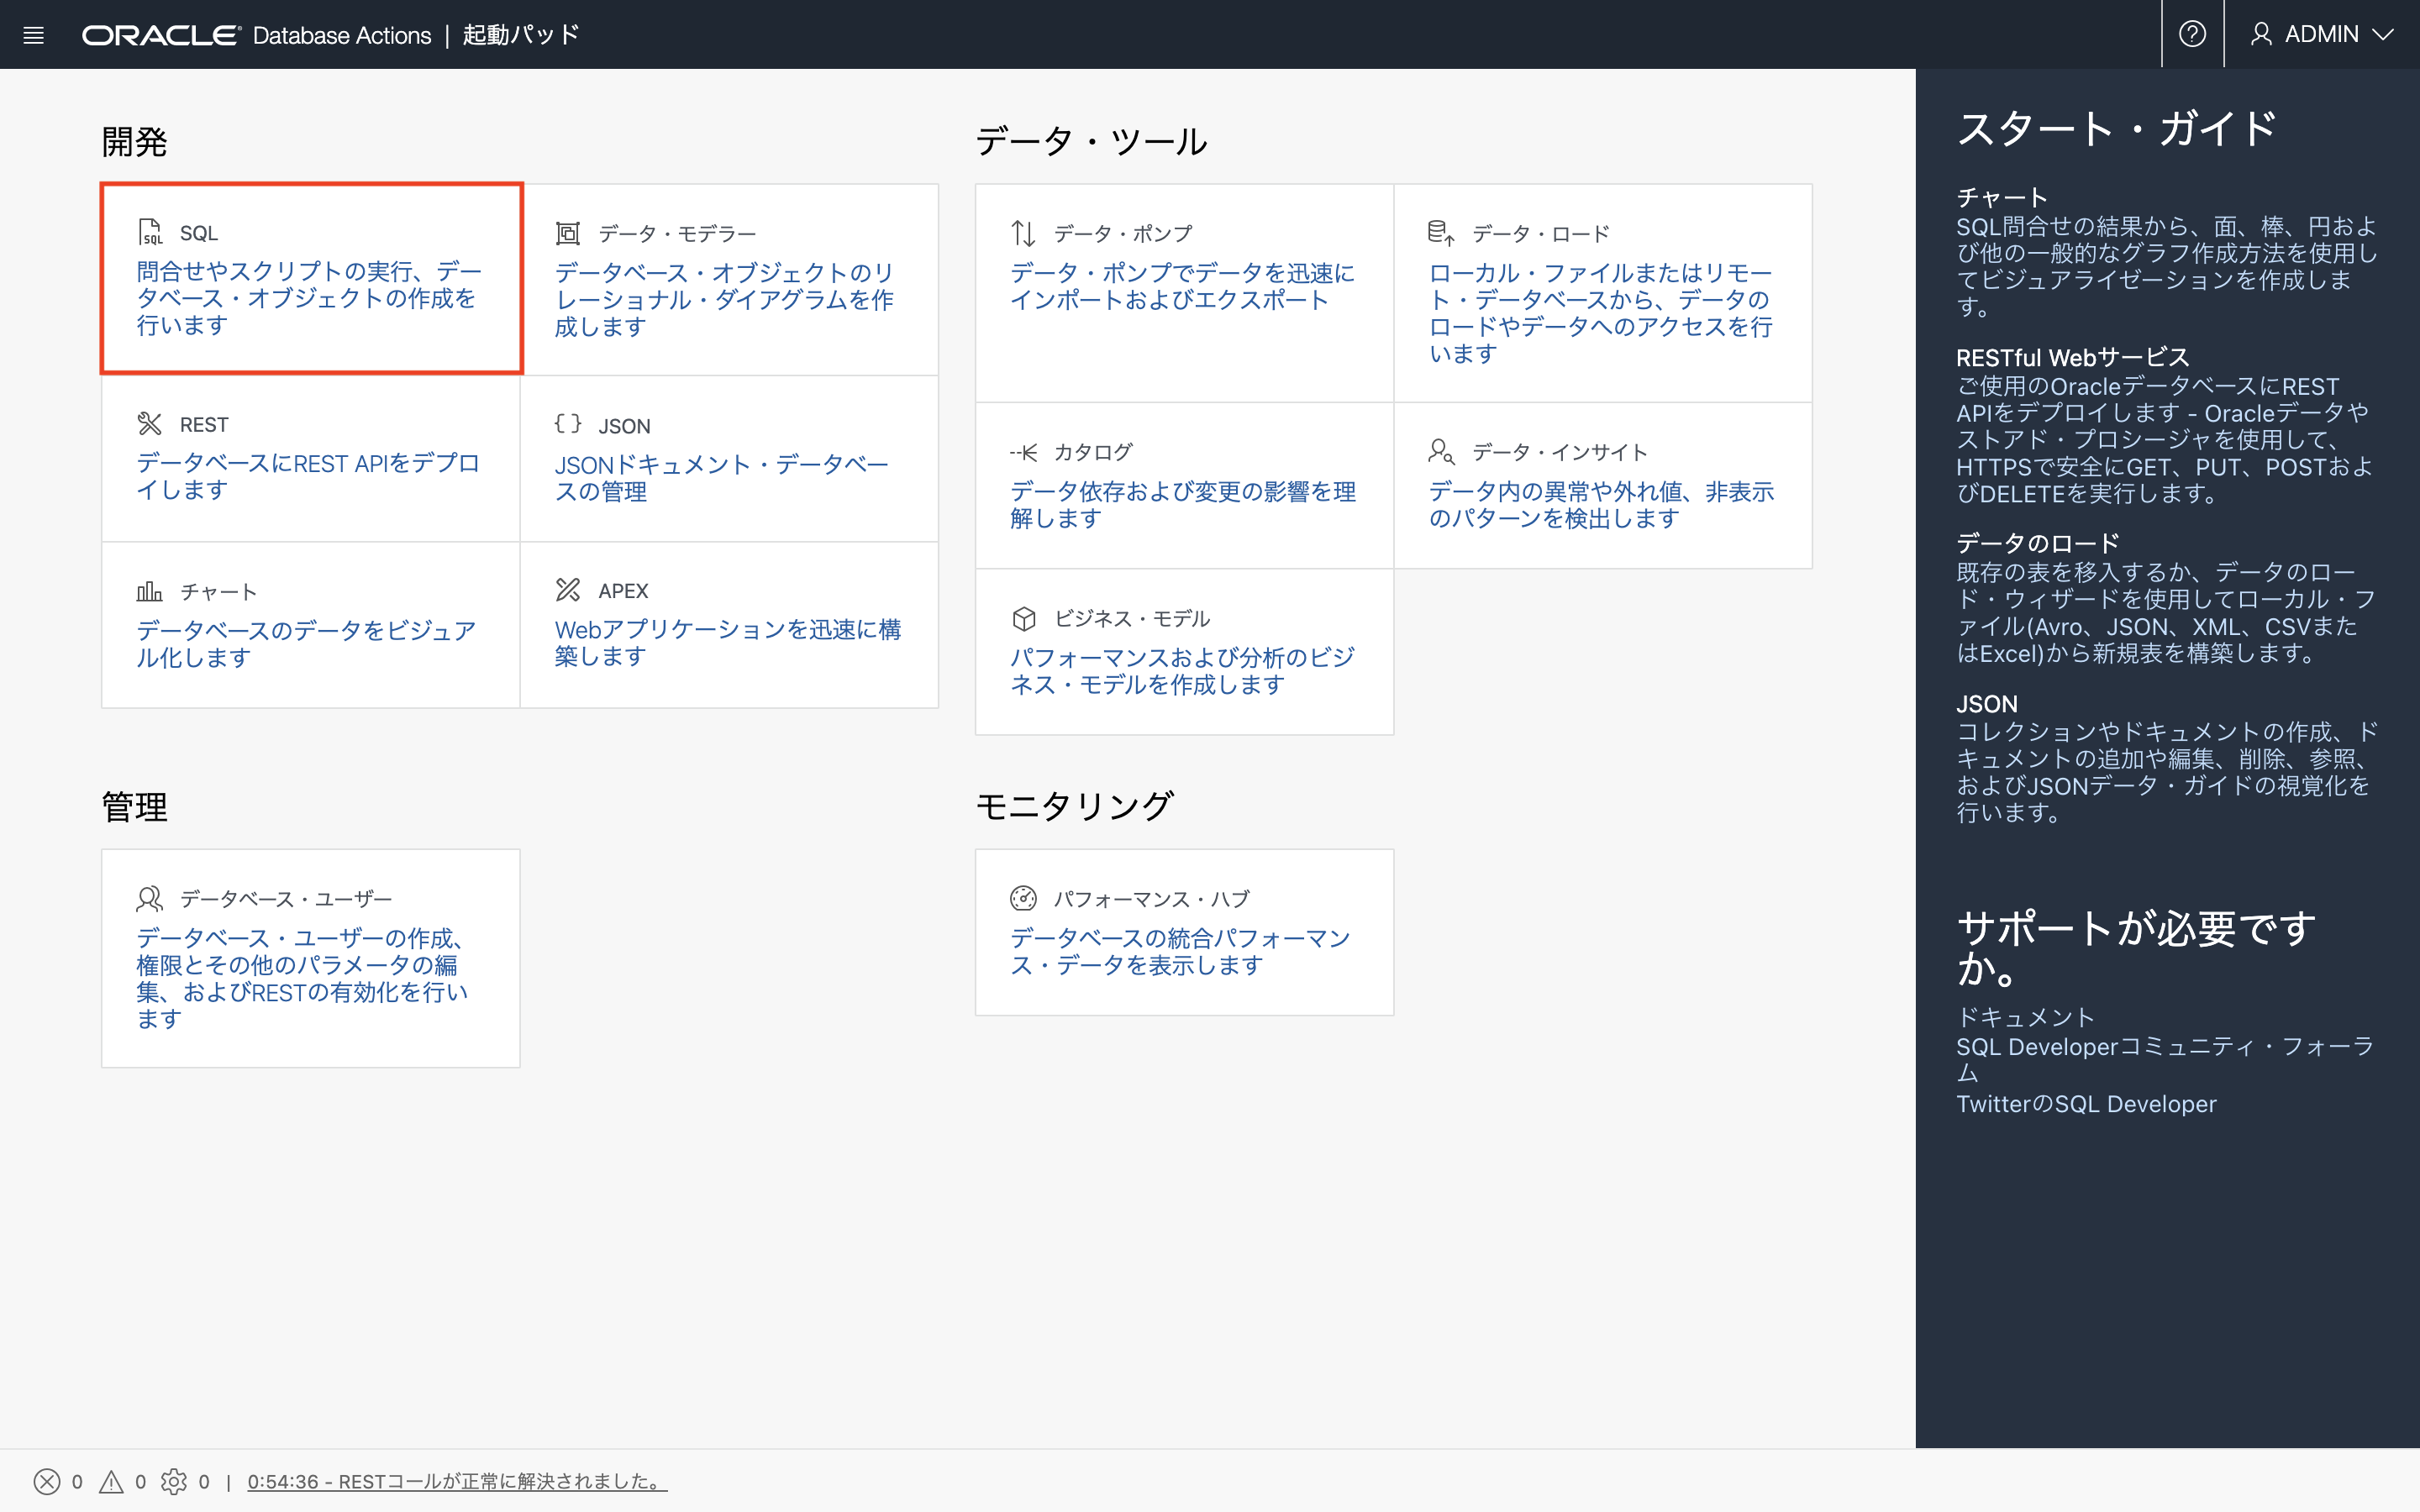 ORACLE Database Actions | 起動パッド
ADMIN
開発
SQL
問合せやスクリプトの実行、デー
タベース・オブジェクトの作成を
行います
データ・モデラー
データベース・オブジェクトのリ
レーショナル・ダイアグラムを作
成します
REST
データベースにREST APIをデプロ
イします
JSON
JSONドキュメント・データベー
スの管理
チャート
データベースのデータをビジュア
ル化します
APEX
Webアプリケーションを迅速に構
築します
データ・ツール
データ・ポンプ
データ・ポンプでデータを迅速に
インポートおよびエクスポート
データ・ロード
ローカル・ファイルまたはリモー
ト・データベースから、データの
ロードやデータへのアクセスを行
います
カタログ
データ依存および変更の影響を理
解します
データ・インサイト
データ内の異常や外れ値、非表示
のパターンを検出します
ビジネス・モデル
パフォーマンスおよび分析のビジ
ネス・モデルを作成します
管理
データベース・ユーザー
データベース・ユーザーの作成、
権限とその他のパラメータの編
集、およびRESTの有効化を行い
ます
モニタリング
パフォーマンス・ハブ
データベースの統合パフォーマン
ス・データを表示します
スタート・ガイド
チャート
SQL問合せの結果から、面、棒、円およ
び他の一般的なグラフ作成方法を使用し
てビジュアライゼーションを作成しま
す。
RESTful Webサービス
ご使用のOracleデータベースにREST
APIをデプロイします - Oracleデータや
ストアド・プロシージャを使用して、
HTTPSで安全にGET、PUT、POSTおよ
びDELETEを実行します。
データのロード
既存の表を移入するか、データのロー
ド・ウィザードを使用してローカル・フ
ァイル(Avro、JSON、XML、CSVまた
はExcel)から新規表を構築します。
JSON
コレクションやドキュメントの作成、ド
キュメントの追加や編集、削除、参照、
およびJSONデータ・ガイドの視覚化を
行います。
サポートが必要です
か。
ドキュメント
SQL Developerコミュニティ・フォーラ
ム
TwitterのSQL Developer
0 0 0 | 0:54:36 - RESTコールが正常に解決されました。